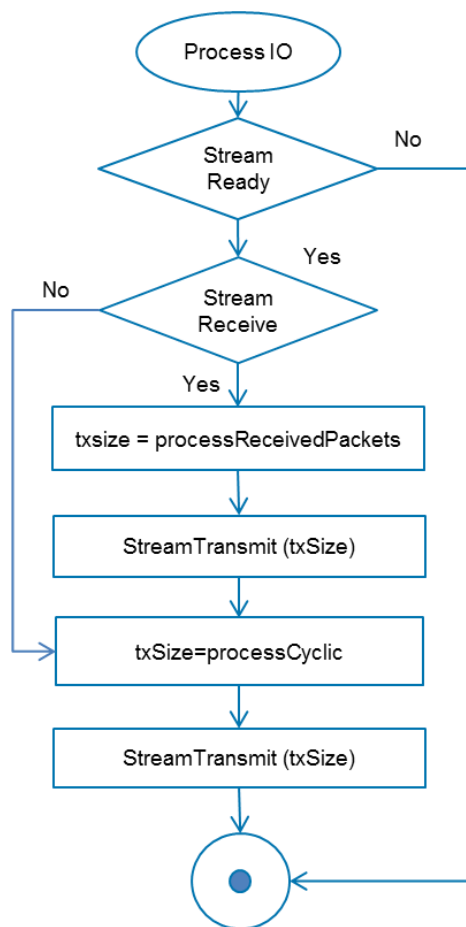 Process IO
Stream
Ready
No
Yes
No
Stream
Receive
Yes
txsize = processReceivedPackets
StreamTransmit (txSize)
txSize=processCyclic
StreamTransmit (txSize)